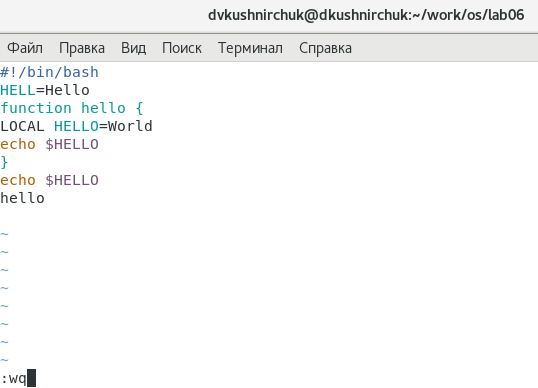 dvkushnirchuk@dkushnirchuk:~/work/os/lab06
Файл Правка Вид Поиск Терминал Справка
#!/bin/bash
HELL=Hello
function hello {
LOCAL HELLO=World
echo $HELLO
}
echo $HELLO
hello
~
~
~
~
~
~
~
~
:wq